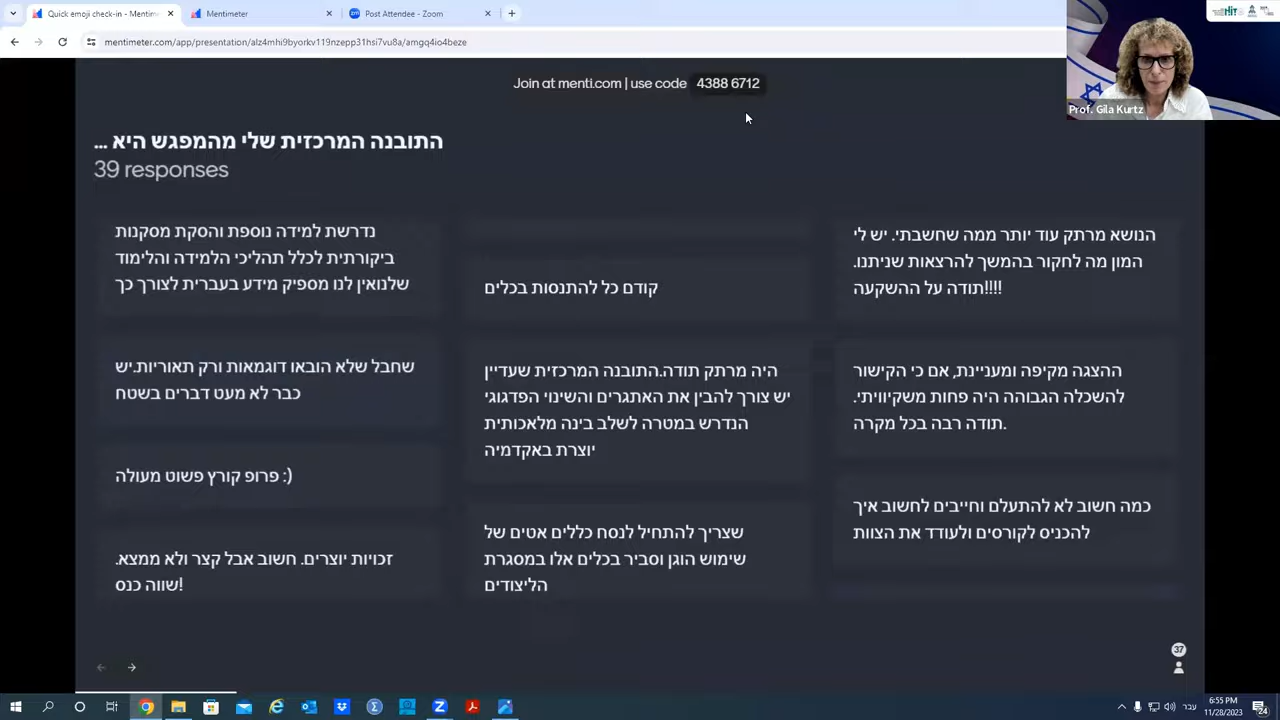 Quick emoji check-in - Mentim
Mentimeter
Post Attendee - Zoom
mentimeter.com/app/presentation/alz4mhi9byorkv119nzepp31hi7vu8v/amgq4io4beze
Prof. Gila Kurtz
Join at menti.com | use code 4388 6712
התובנה המרכזית שלי מהמפגש היא ...
39 responses
נדרשת למידה נוספת והסקת מסקנות
ביקורתית לכלל תהליכי הלמידה והלימוד
שלנואין לנו מספיק מידע בעברית לצורך כך
שחבל שלא הובאו דוגמאות ורק תאוריות.יש
כבר לא מעט דברים בשטח
פרופ קורץ פשוט מעולה :)
זכויות יוצרים. חשוב אבל קצר ולא ממצא.
שווה כנס!
קודם כל להתנסות בכלים
היה מרתק תודה.התובנה המרכזית שעדיין
יש צורך להבין את האתגרים והשינוי הפדגוגי
הנדרש במטרה לשלב בינה מלאכותית
יוצרת באקדמיה
שצריך להתחיל לנסח כללים אטים של
שימוש הוגן וסביר בכלים אלו במסגרת
הליצודים
הנושא מרתק עוד יותר ממה שחשבתי. יש לי
המון מה לחקור בהמשך להרצאות שניתנו.
תודה על ההשקעה!!!!
ההצגה מקיפה ומעניינת, אם כי הקישור
להשכלה הגבוהה היה פחות משקיוויתי.
תודה רבה בכל מקרה.
כמה חשוב לא להתעלם וחייבים לחשוב איך
להכניס לקורסים ולעודד את הצוות
37
עבר
6:55 PM
11/28/2023
24